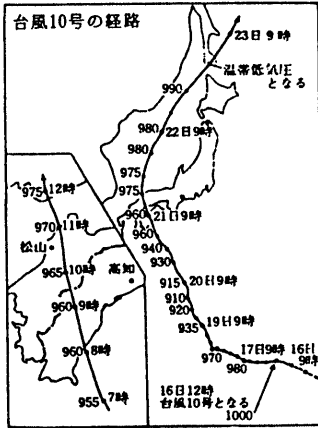 台風10号の経路
23日9時
温帯低気圧
となる
990
980
22日9時
980
975
975
960
21日9時
960
940
930
915
20日9時
910
920
19日9時
935
970
17日9時
16日
9時
980
16日12時
台風10号となる
1000
975
12時
970
11時
松山
965
10時
高知
960
9時
960
8時
955
7時